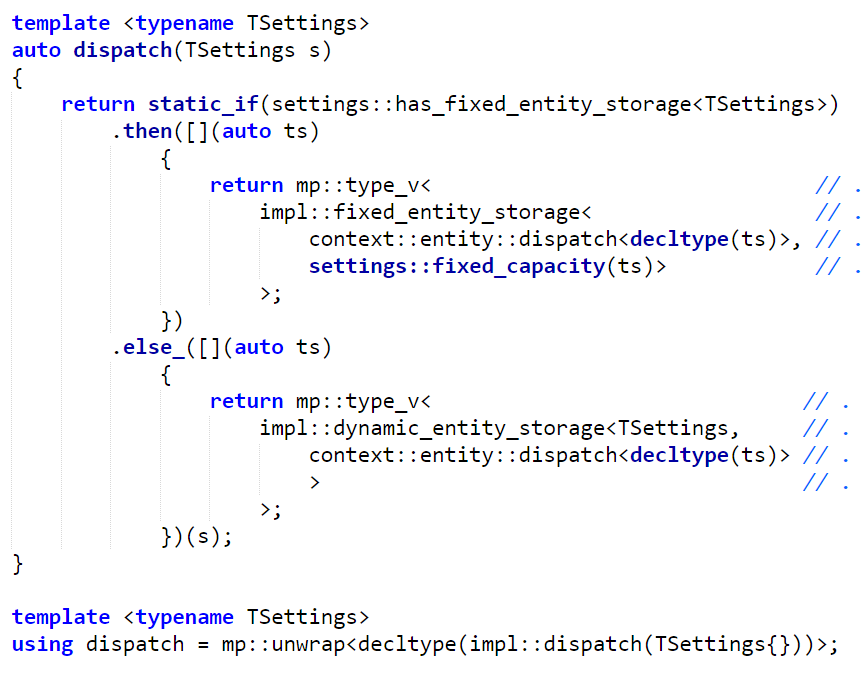 template <typename TSettings>
auto dispatch(TSettings s)
{
    return static_if(settings::has_fixed_entity_storage<TSettings>)
        .then([](auto ts)
            {
                return mp::type_v<                               // .
                    impl::fixed_entity_storage<                  // .
                        context::entity::dispatch<decltype(ts)>, // .
                        settings::fixed_capacity(ts)>            // .
                    >;
            })
        .else_([](auto ts)
            {
                return mp::type_v<                              // .
                    impl::dynamic_entity_storage<TSettings,     // .
                        context::entity::dispatch<decltype(ts)> // .
                        >                                       // .
                    >;
            })(s);
}

template <typename TSettings>
using dispatch = mp::unwrap<decltype(impl::dispatch(TSettings{}))>;